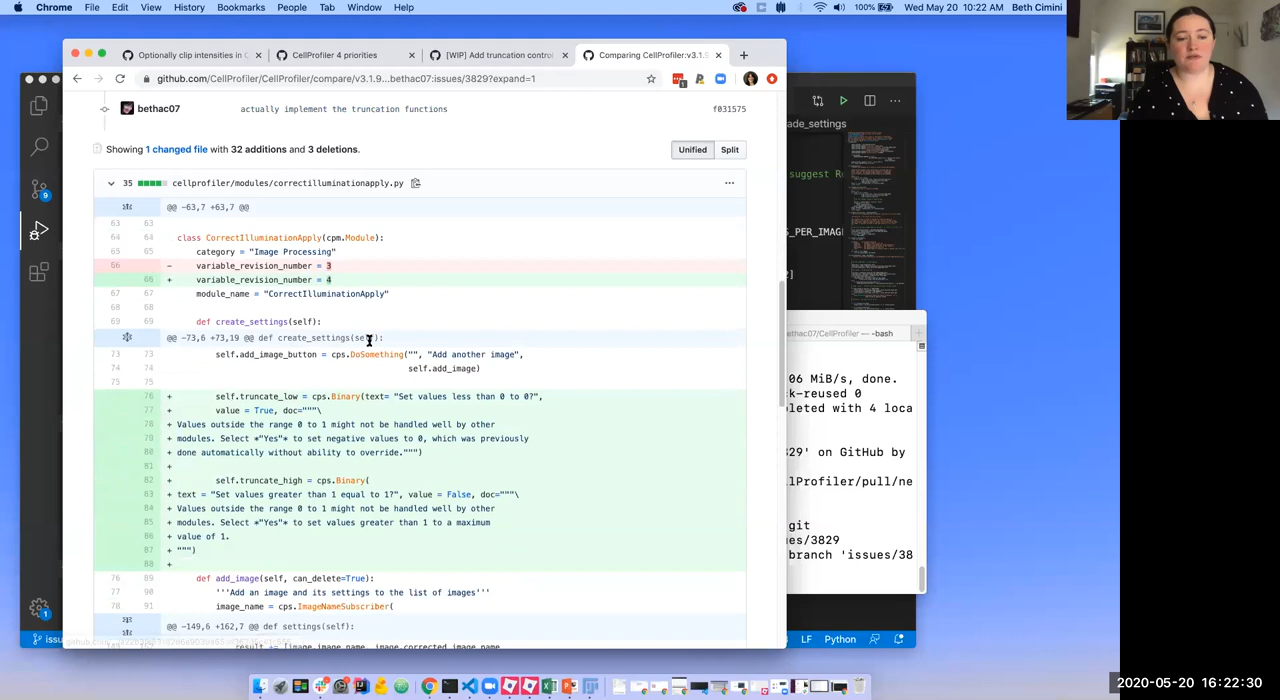 Chrome File Edit View History Bookmarks People Tab Window Help 100% Wed May 20 10:22 AM Beth Cimini
Optionally clip intensities in C
CellProfiler 4 priorities
[WIP] Add truncation control
Comparing CellProfiler:v3.1.9
github.com/CellProfiler/CellProfiler/compare/v3.1.9...bethac07:issues/3829?expand=1
bethac07 actually implement the truncation functions f031575
Showing 1 changed file with 32 additions and 3 deletions. Unified Split
35 cellprofiler/modules/correctilluminationapply.py
@@ -63,7 +63,7 @@
63 63
64 64 class CorrectIlluminationApply(cpm.Module):
65 65 category = "Image Processing"
66 - variable_revision_number = 3
66 + variable_revision_number = 4
67 67 module_name = "CorrectIlluminationApply"
68 68
69 69 def create_settings(self):
@@ -73,6 +73,19 @@ def create_settings(self):
73 73 self.add_image_button = cps.DoSomething("", "Add another image",
74 74 self.add_image)
75 75
76 + self.truncate_low = cps.Binary(text= "Set values less than 0 to 0?",
77 + value = True, doc="""\
78 + Values outside the range 0 to 1 might not be handled well by other
79 + modules. Select *"Yes"* to set negative values to 0, which was previously
80 + done automatically without ability to override.""")
81 +
82 + self.truncate_high = cps.Binary(
83 + text = "Set values greater than 1 equal to 1?", value = False, doc="""\
84 + Values outside the range 0 to 1 might not be handled well by other
85 + modules. Select *"Yes"* to set values greater than 1 to a maximum
86 + value of 1.
87 + """)
88 +
76 89 def add_image(self, can_delete=True):
77 90 '''Add an image and its settings to the list of images'''
78 91 image_name = cps.ImageNameSubscriber(
@@ -149,6 +162,7 @@ def settings(self):
ade_settings
suggest R
S_PER_IMAG
ethac07/CellProfiler — -bash
06 MiB/s, done.
ck-reused 0
pleted with 4 loca
29' on GitHub by
llProfiler/pull/ne
git
es/3829
branch 'issues/38
9
1
issu
LF Python
2020-05-20 16:22:30